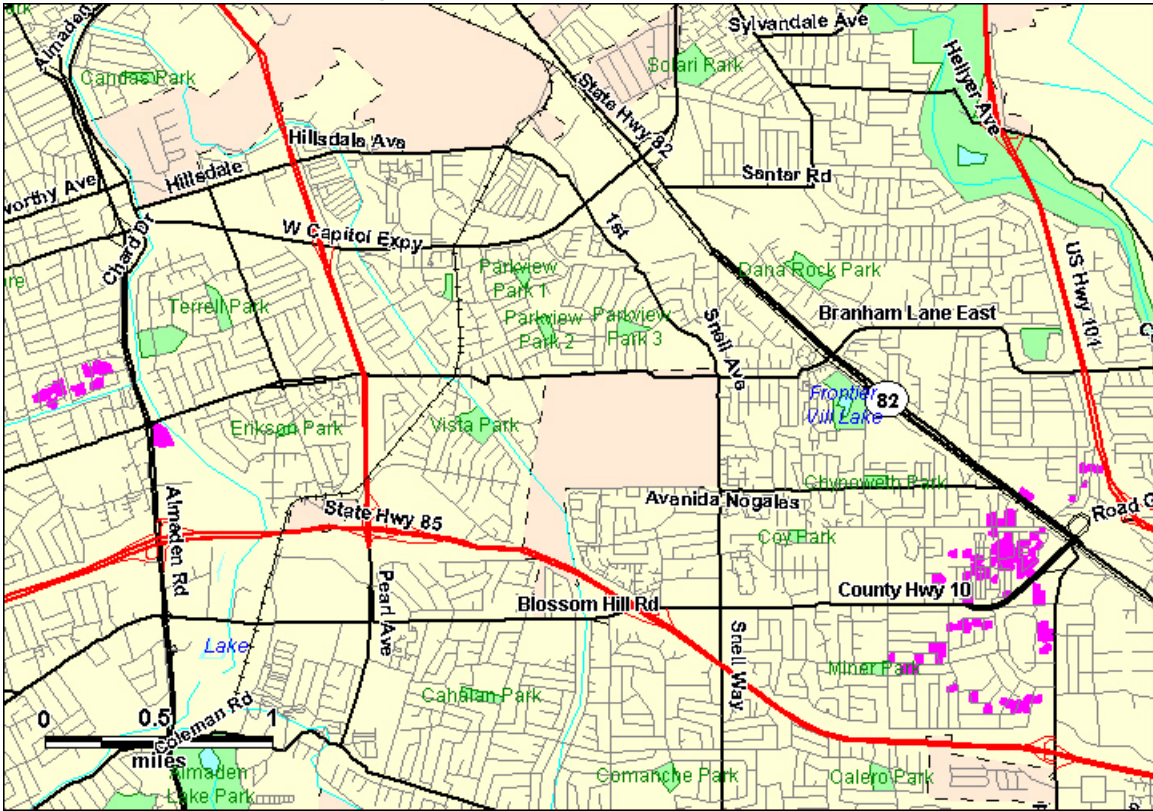 Park
Almaden
Sylvandale Ave
Solari Park
Hellyer Ave
Candas Park
State Hwy 82
Hillsdale Ave
Hillsdale
worthy Ave
Senter Rd
Chard Dr
W Capitol Expy
1st
US Hwy 101
Parkview
Park 1
Dana Rock Park
Terrell Park
Parkview
Park 2
Parkview
Park 3
Snell Ave
Branham Lane East
Frontier
Vill Lake
82
Erikson Park
Vista Park
Chynoweth Park
Avenida Nogales
Almaden Rd
State Hwy 85
Coy Park
Pearl Ave
County Hwy 10
Blossom Hill Rd
Lake
Snell Way
Miner Park
Cahalan Park
0 0.5 1
miles
Coleman Rd
Almaden
Lake Park
Comanche Park
Calero Park